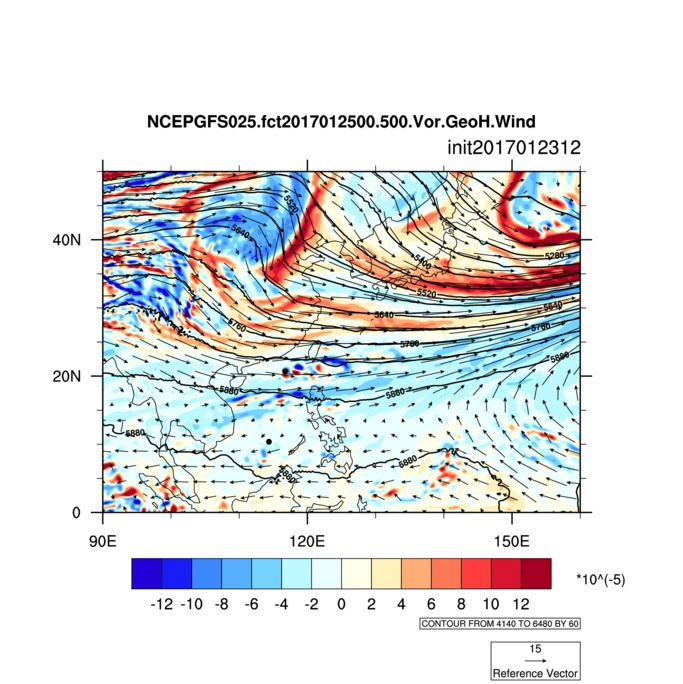 NCEPGFS025.fct2017012500.500.Vor.GeoH.Wind
init2017012312
5520
5640
40N
5400
5280
5520
5640
5640
5760
5760
5760
5880
20N
5880
5880
5880
5880
5880
0
90E 120E 150E
-12 -10 -8 -6 -4 -2 0 2 4 6 8 10 12
*10^(-5)
CONTOUR FROM 4140 TO 6480 BY 60
15
Reference Vector